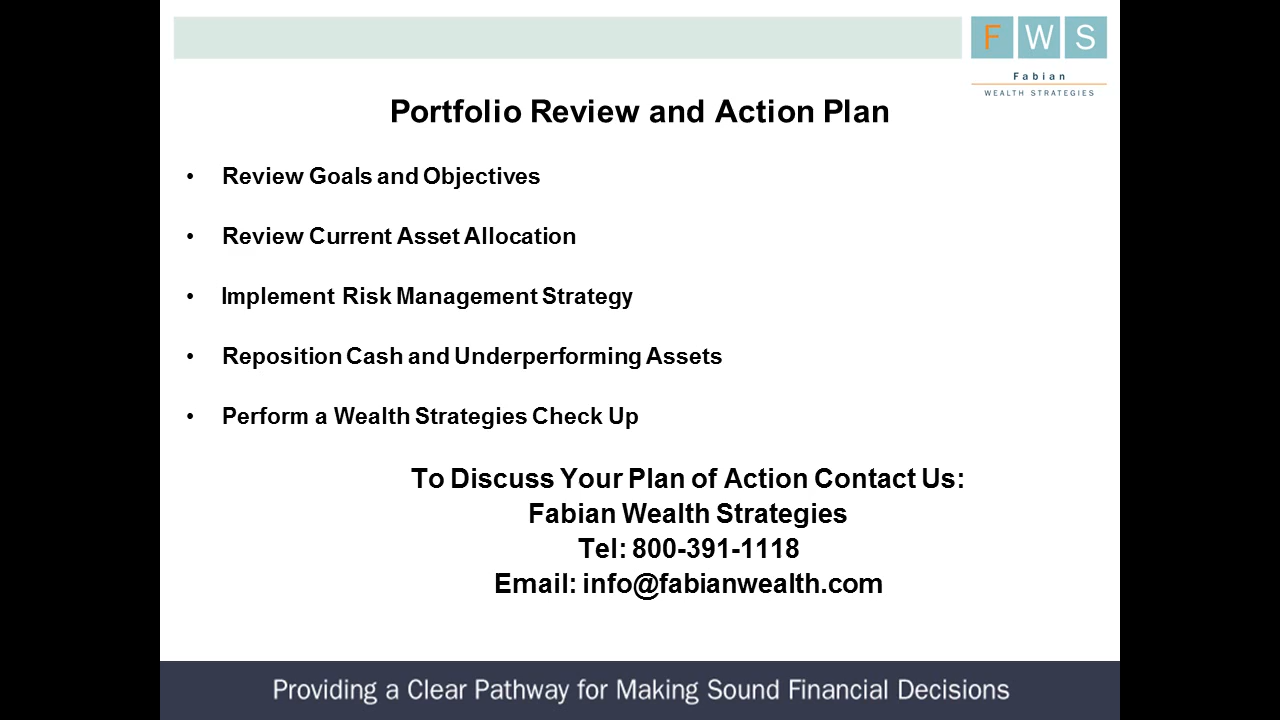 F W S
Fabian
WEALTH STRATEGIES
Portfolio Review and Action Plan
• Review Goals and Objectives
• Review Current Asset Allocation
• Implement Risk Management Strategy
• Reposition Cash and Underperforming Assets
• Perform a Wealth Strategies Check Up
To Discuss Your Plan of Action Contact Us:
Fabian Wealth Strategies
Tel: 800-391-1118
Email: info@fabianwealth.com
Providing a Clear Pathway for Making Sound Financial Decisions